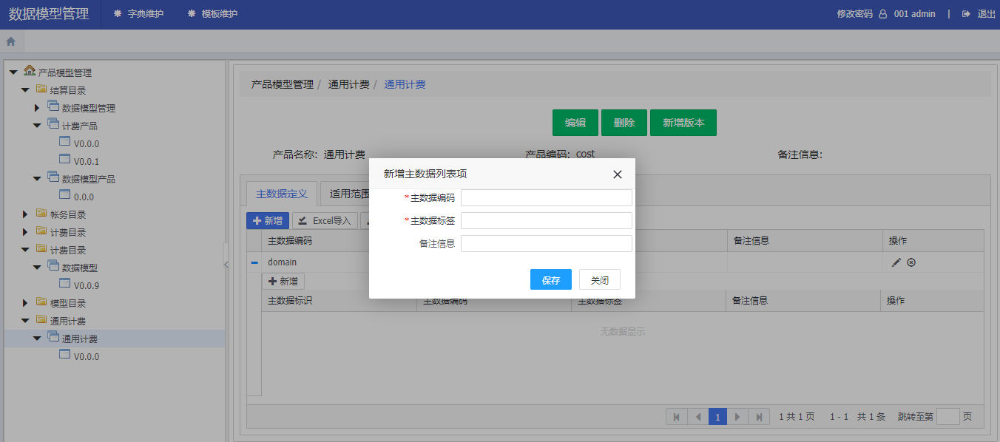 数据模型管理 字典维护 模板维护 修改密码 001 admin | 退出
产品模型管理
结算目录
数据模型管理
计费产品
V0.0.0
V0.0.1
数据模型产品
0.0.0
帐务目录
计费目录
计费目录
数据模型
V0.0.9
模型目录
通用计费
通用计费
V0.0.0
产品模型管理 / 通用计费 / 通用计费
编辑 删除 新增版本
产品名称: 通用计费 产品编码: cost 备注信息:
主数据定义 适用范围
新增 Excel导入
主数据编码 备注信息 操作
domain
新增
主数据标识 主数据编码 主数据标签 备注信息 操作
无数据显示
1 1 共 1 页 1 - 1 共 1 条 跳转至第 页
新增主数据列表项
*主数据编码
*主数据标签
备注信息
保存 关闭